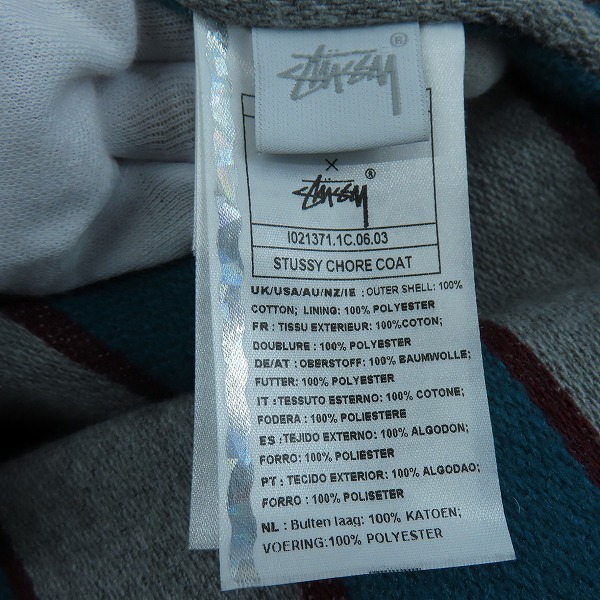 STÜSSY ®
×
STÜSSY ®
I021371.1C.06.03
STUSSY CHORE COAT
UK/USA/AU/NZ/IE : OUTER SHELL: 100%
COTTON; LINING: 100% POLYESTER
FR : TISSU EXTERIEUR: 100%COTON;
DOUBLURE : 100% POLYESTER
DE/AT : OBERSTOFF: 100% BAUMWOLLE;
FUTTER: 100% POLYESTER
IT : TESSUTO ESTERNO: 100% COTONE;
FODERA : 100% POLIESTERE
ES : TEJIDO EXTERNO: 100% ALGODON;
FORRO: 100% POLIESTER
PT : TECIDO EXTERIOR : 100% ALGODAO;
FORRO : 100% POLISETER
NL : Buiten laag: 100% KATOEN;
VOERING: 100% POLYESTER